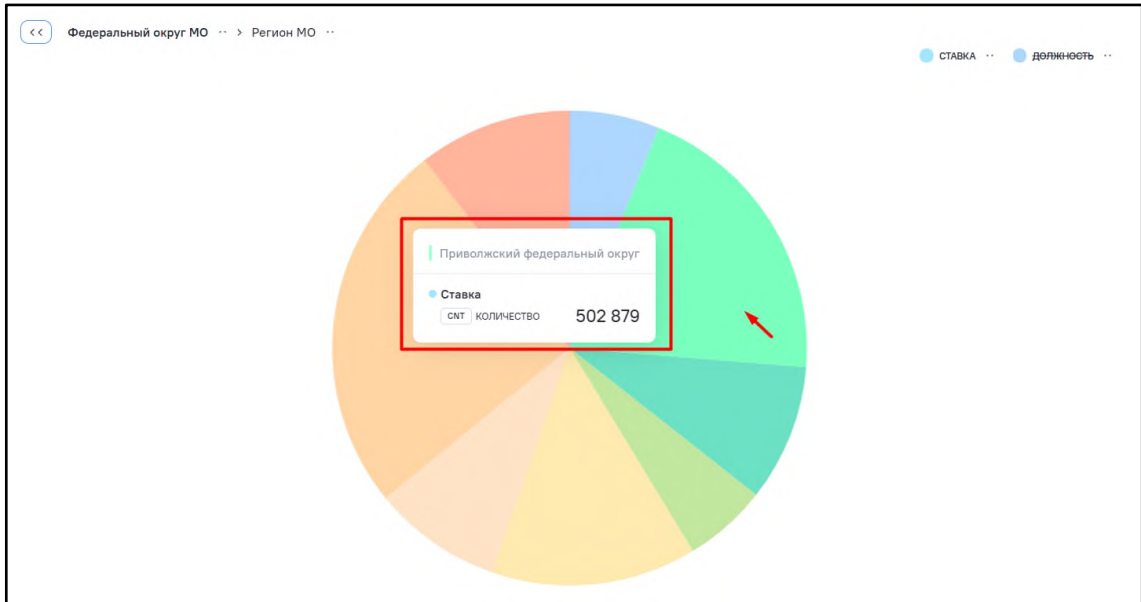 << Федеральный округ МО ·· > Регион МО ··
СТАВКА ·· ДОЛЖНОСТЬ ··
Приволжский федеральный округ
Ставка
CNT КОЛИЧЕСТВО 502 879